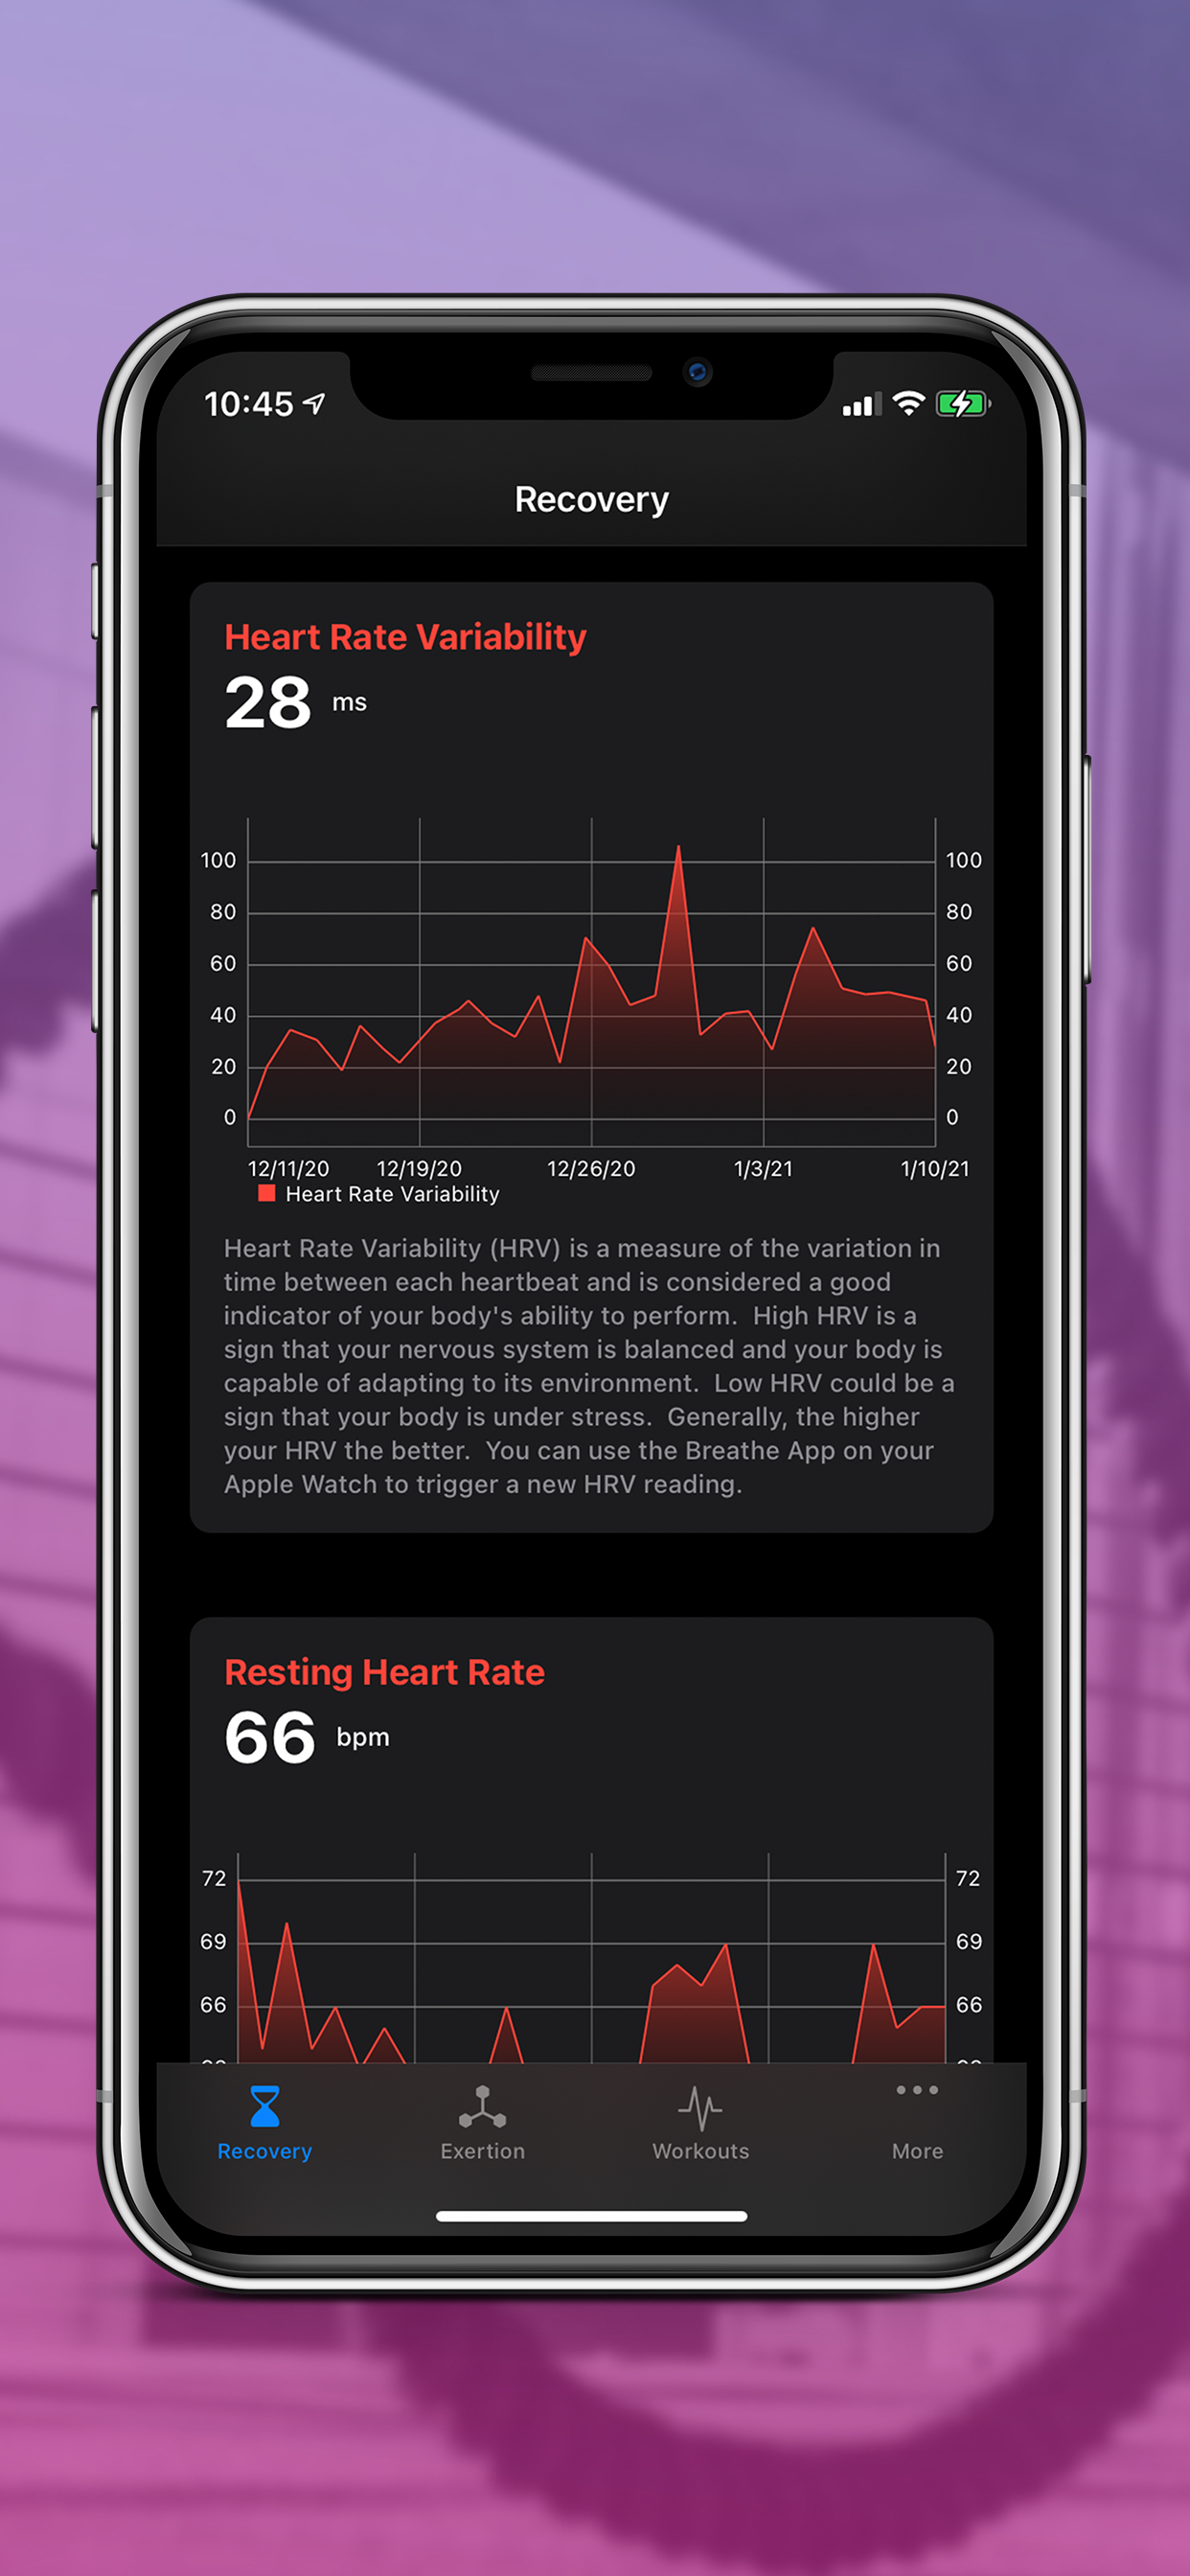 10:45
Recovery
Heart Rate Variability
28 ms
100 100
80 80
60 60
40 40
20 20
0 0
12/11/20 12/19/20 12/26/20 1/3/21 1/10/21
Heart Rate Variability
Heart Rate Variability (HRV) is a measure of the variation in
time between each heartbeat and is considered a good
indicator of your body's ability to perform.  High HRV is a
sign that your nervous system is balanced and your body is
capable of adapting to its environment.  Low HRV could be a
sign that your body is under stress.  Generally, the higher
your HRV the better.  You can use the Breathe App on your
Apple Watch to trigger a new HRV reading.
Resting Heart Rate
66 bpm
72 72
69 69
66 66
Recovery Exertion Workouts More